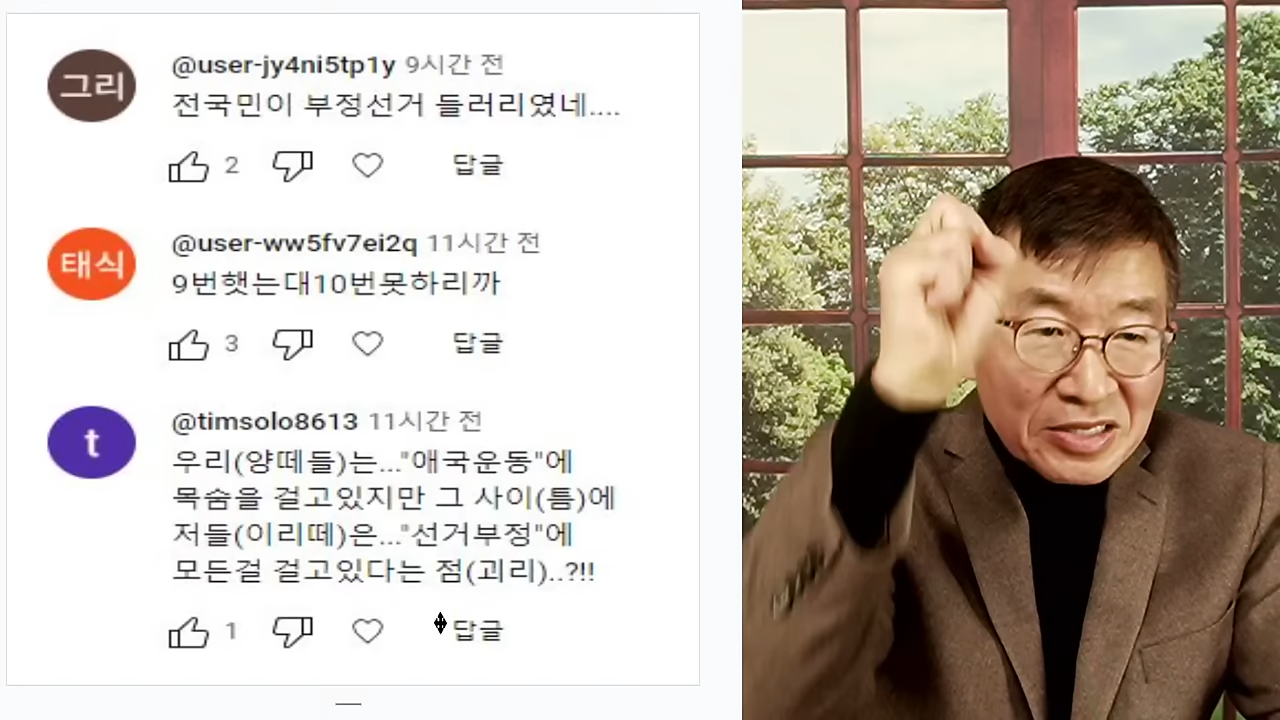 그리
@user-jy4ni5tp1y 9시간 전
전국민이 부정선거 들러리였네....
2 답글
태식
@user-ww5fv7ei2q 11시간 전
9번햇는대10번못하리까
3 답글
t
@timsolo8613 11시간 전
우리(양떼들)는..."애국운동"에
목숨을 걸고있지만 그 사이(틈)에
저들(이리떼)은..."선거부정"에
모든걸 걸고있다는 점(괴리)..?!!
1 답글